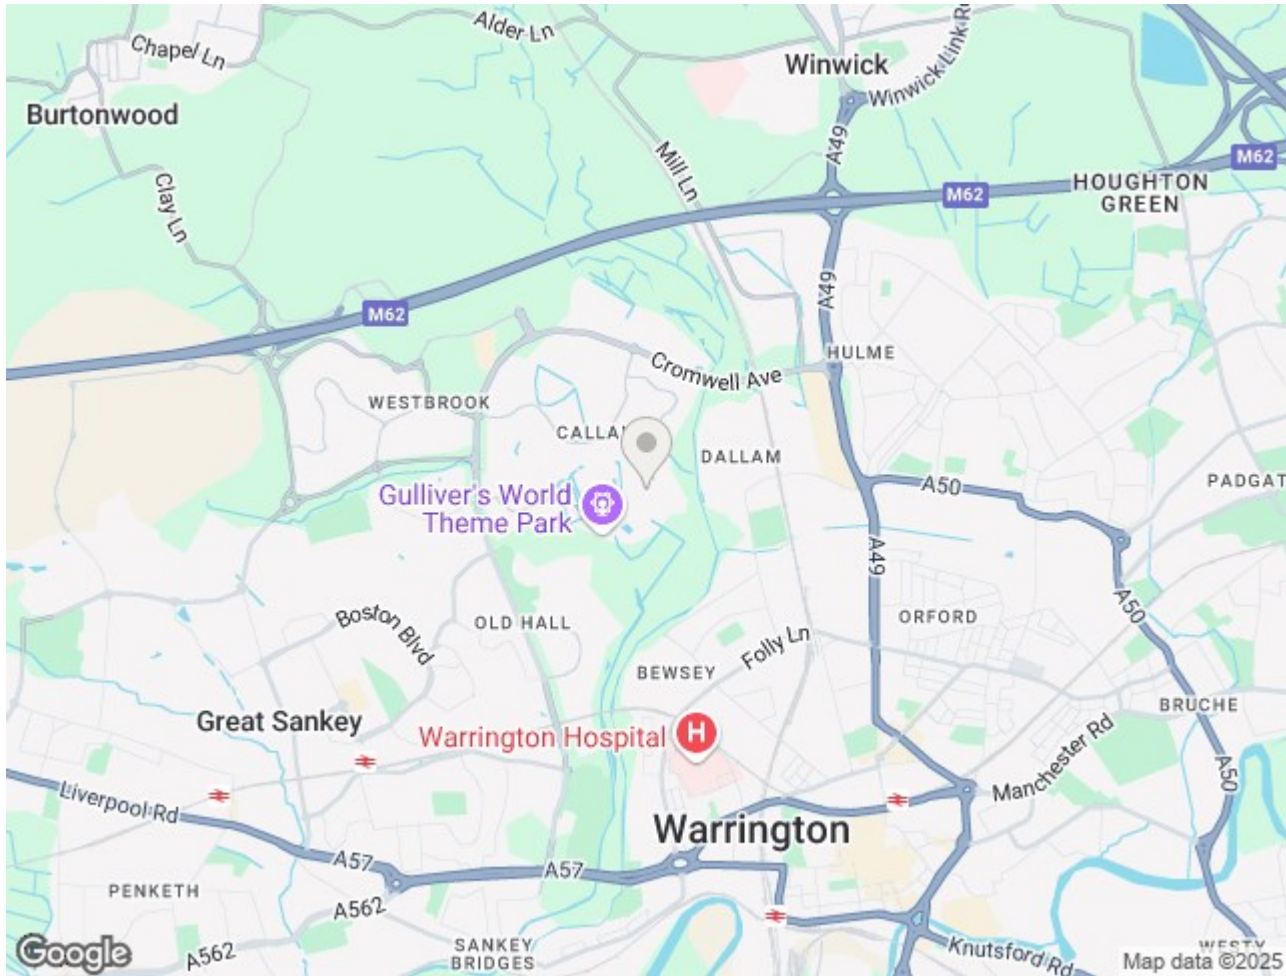 Alder Ln
Chapel Ln
Winwick
Winwick Link Rd
Burtonwood
A49
Mill Ln
M62
HOUGHTON
GREEN
M62
Clay Ln
A49
M62
HULME
Cromwell Ave
WESTBROOK
CALLA
DALLAM
A50
PADGAT
Gulliver's World
Theme Park
A49
A50
Boston Blvd
OLD HALL
ORFORD
Folly Ln
BEWSEY
BRUCHE
Great Sankey
Warrington Hospital
H
Manchester Rd
A50
Liverpool Rd
Warrington
A57
A57
PENKETH
A562
A562
SANKEY
BRIDGES
Knutsford Rd
WESTY
Google
Map data ©2025